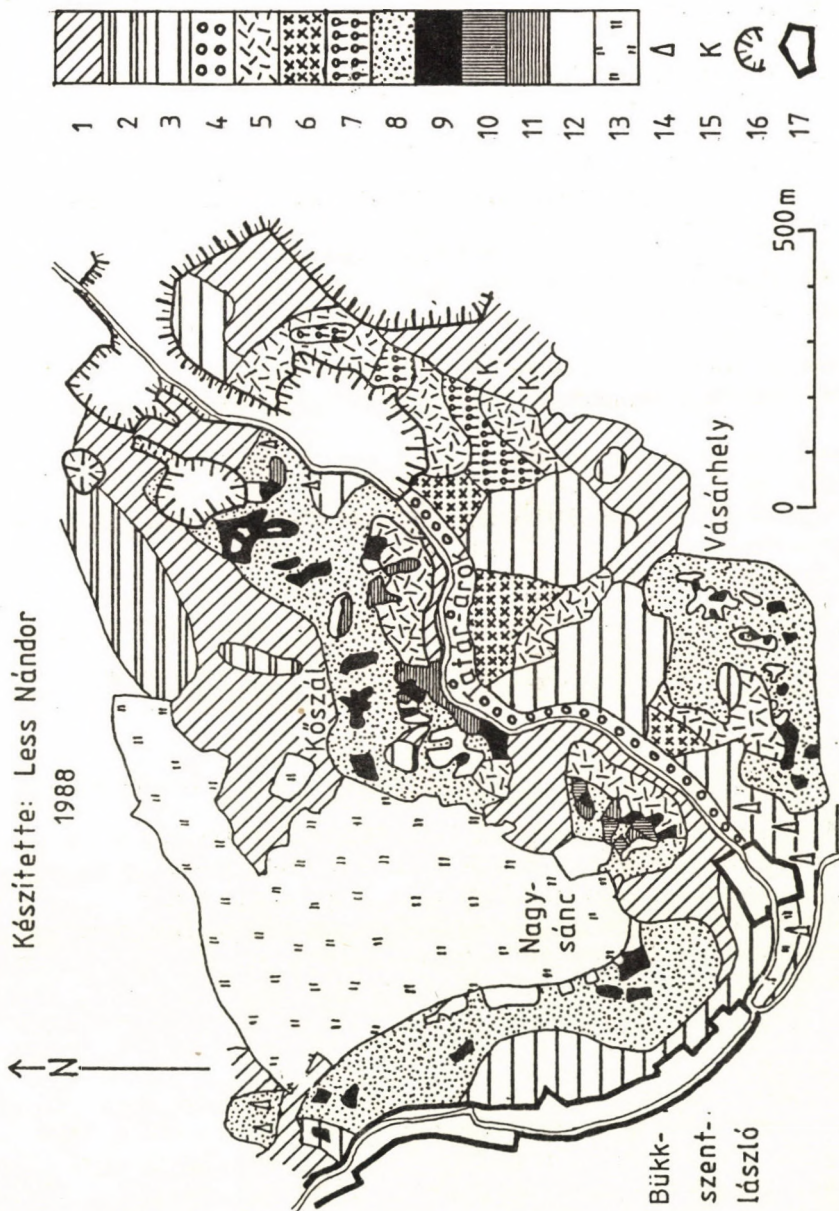 Készítette: Less Nándor
1988
N
Kőszál
Tatárárok
Nagy-
sánc
Vásárhely
Bükk-
szent-
lászló
0
500 m
1
2
3
4
5
6
7
8
9
10
11
12
13
14
15
16
17
K
K
K